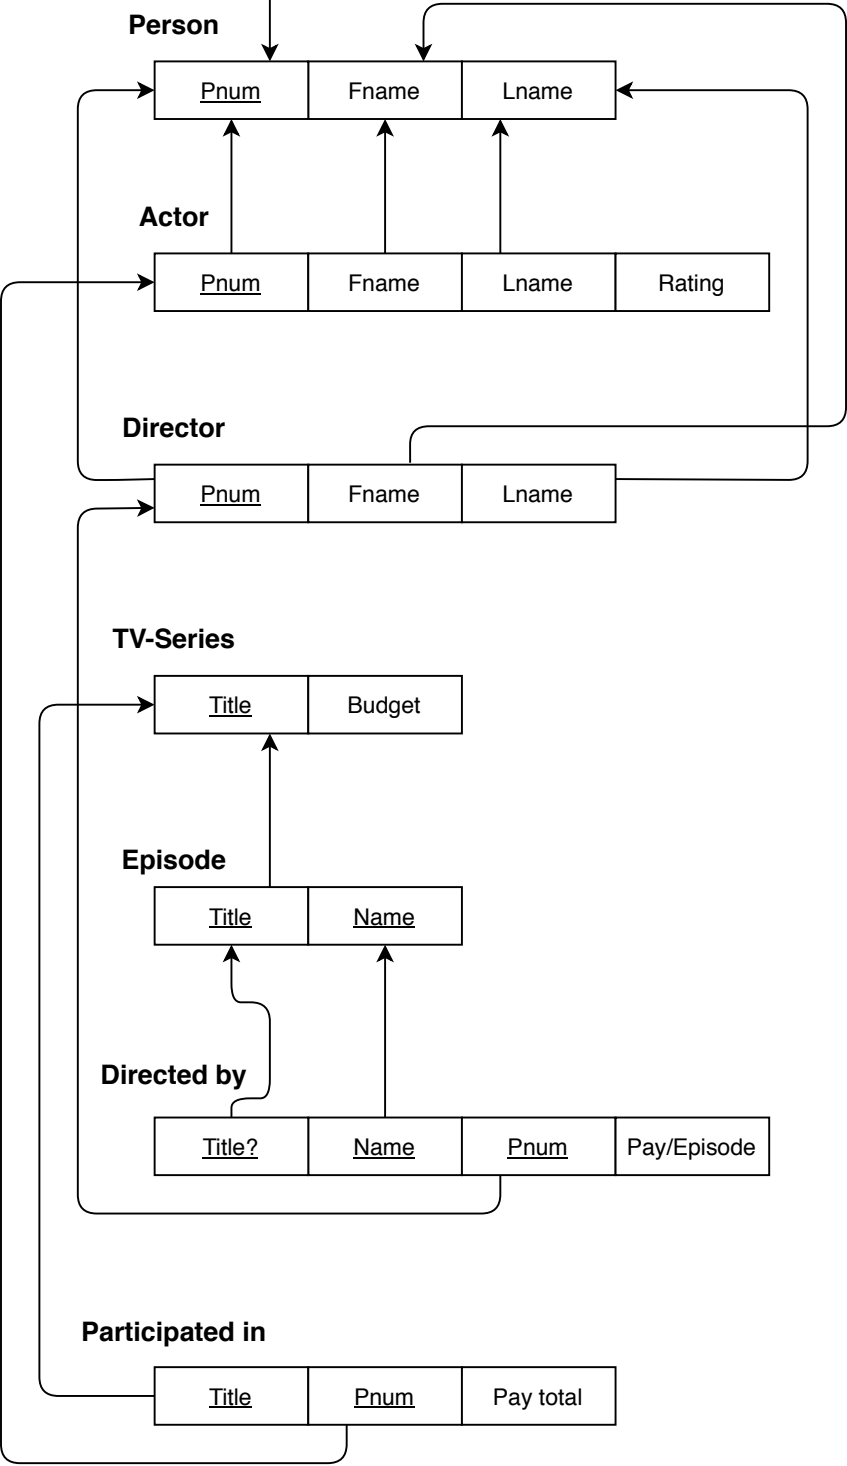 Person
Pnum Fname Lname
Actor
Pnum Fname Lname Rating
Director
Pnum Fname Lname
TV-Series
Title Budget
Episode
Title Name
Directed by
Title? Name Pnum Pay/Episode
Participated in
Title Pnum Pay total